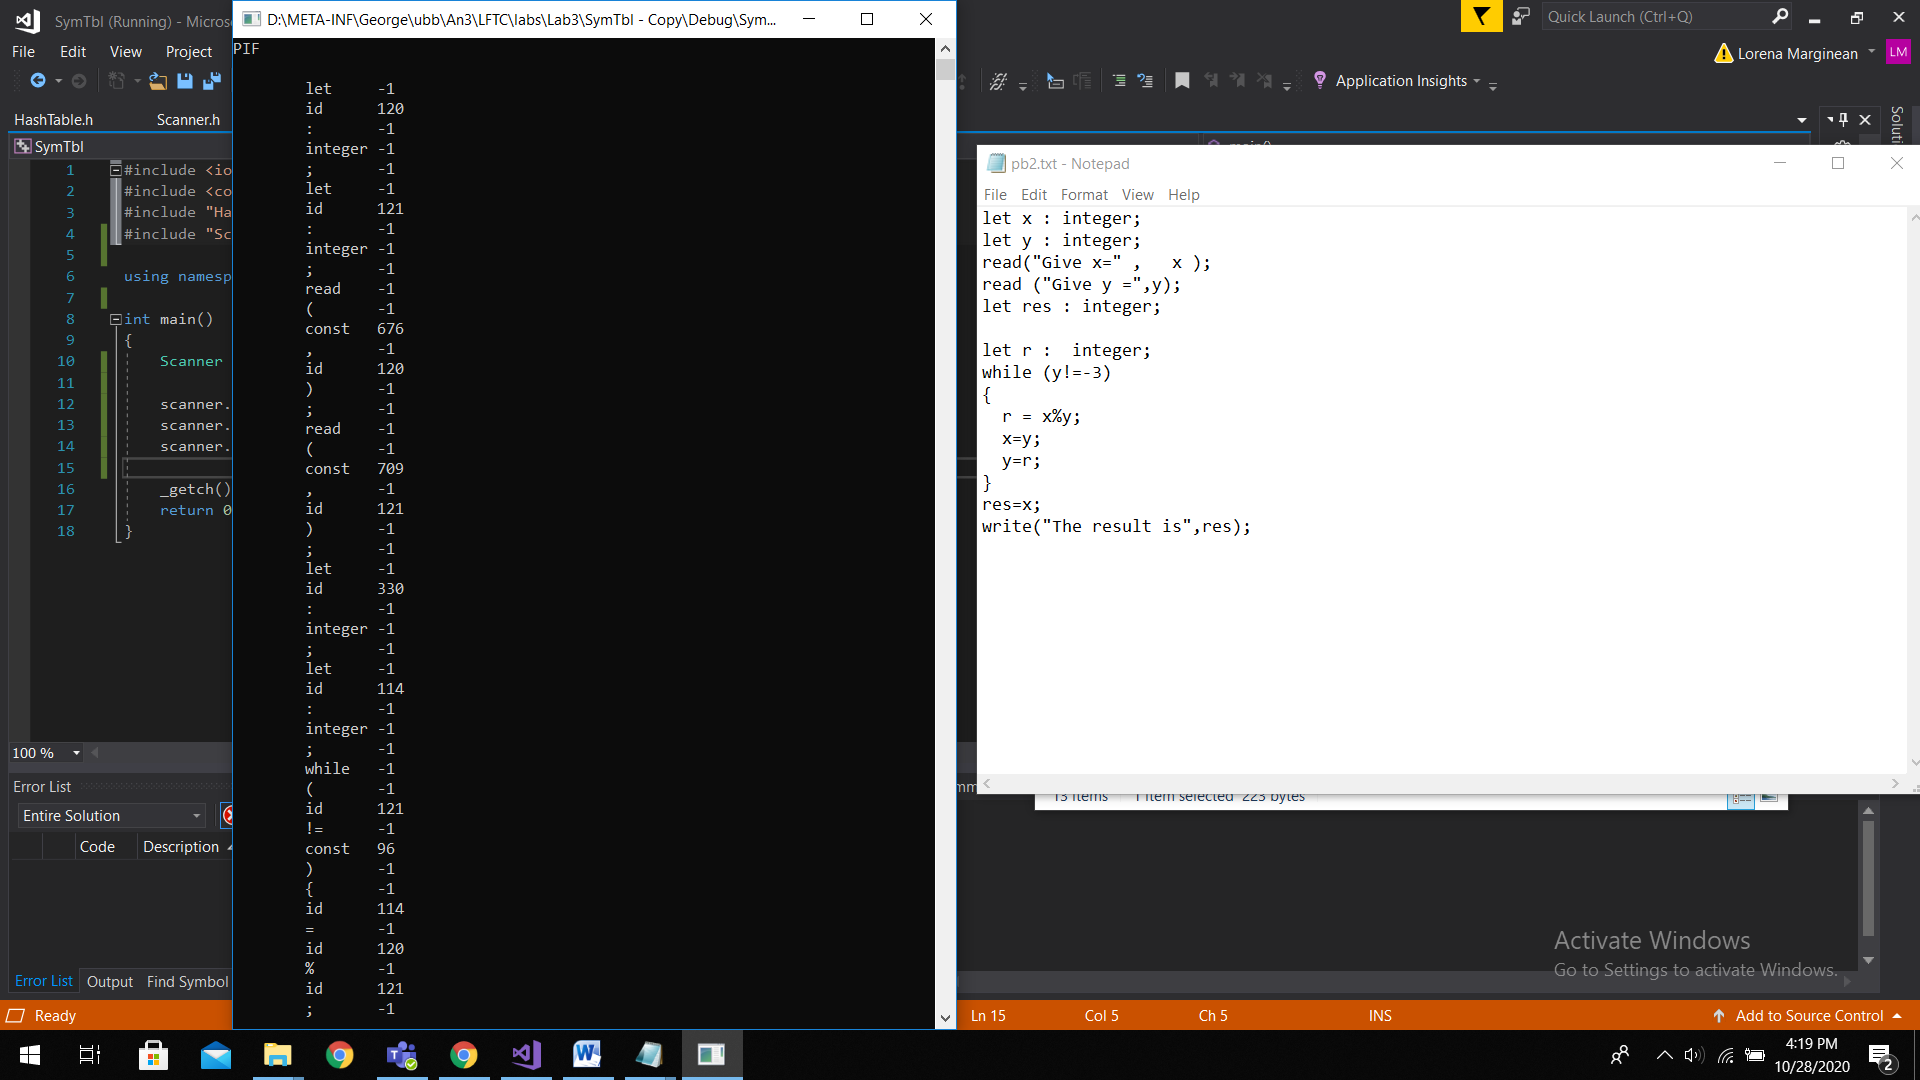 SymTbl (Running) - Microso
Quick Launch (Ctrl+Q)
File Edit View Project
Lorena Marginean
LM
Application Insights
HashTable.h Scanner.h
SymTbl
main()
1 #include <io
2 #include <co
3 #include "Ha
4 #include "Sc
5
6 using namesp
7
8 int main()
9 {
10 Scanner
11
12 scanner.
13 scanner.
14 scanner.
15
16 _getch()
17 return 0
18 }
100 %
Error List
Entire Solution
Code Description
Error List Output Find Symbol
Ready
D:\META-INF\George\ubb\An3\LFTC\labs\Lab3\SymTbl - Copy\Debug\Sym...
PIF
let -1
id 120
: -1
integer -1
; -1
let -1
id 121
: -1
integer -1
; -1
read -1
( -1
const 676
, -1
id 120
) -1
; -1
read -1
( -1
const 709
, -1
id 121
) -1
; -1
let -1
id 330
: -1
integer -1
; -1
let -1
id 114
: -1
integer -1
; -1
while -1
( -1
id 121
!= -1
const 96
) -1
{ -1
id 114
= -1
id 120
% -1
id 121
; -1
Soluti
pb2.txt - Notepad
File Edit Format View Help
let x : integer;
let y : integer;
read("Give x=" ,   x );
read ("Give y =",y);
let res : integer;

let r :  integer;
while (y!=-3)
{
  r = x%y;
  x=y;
  y=r;
}
res=x;
write("The result is",res);
13 items 1 item selected 223 bytes
Activate Windows
Go to Settings to activate Windows.
Ln 15 Col 5 Ch 5 INS
Add to Source Control
4:19 PM
10/28/2020
2